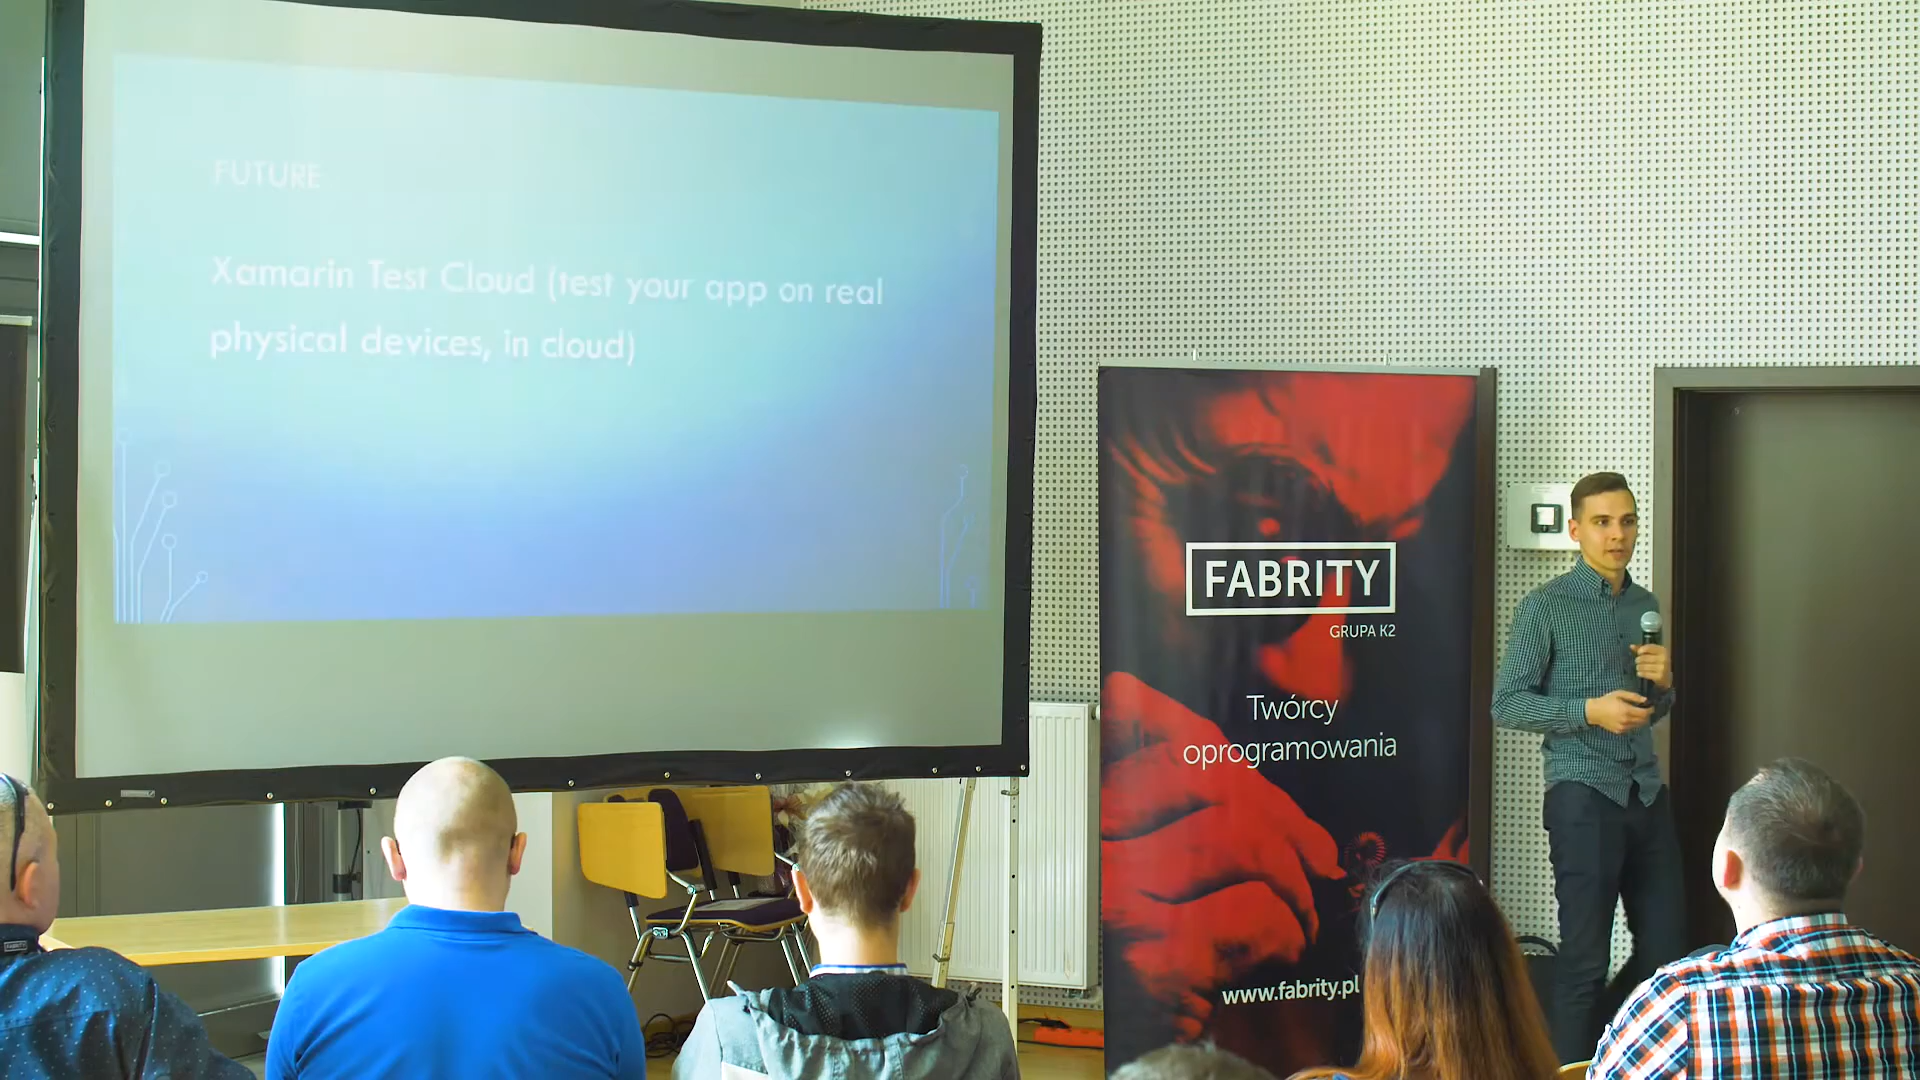 FUTURE
Xamarin Test Cloud (test your app on real
physical devices, in cloud)
FABRITY
GRUPA K2
Twórcy
oprogramowania
www.fabrity.pl
FABRITY